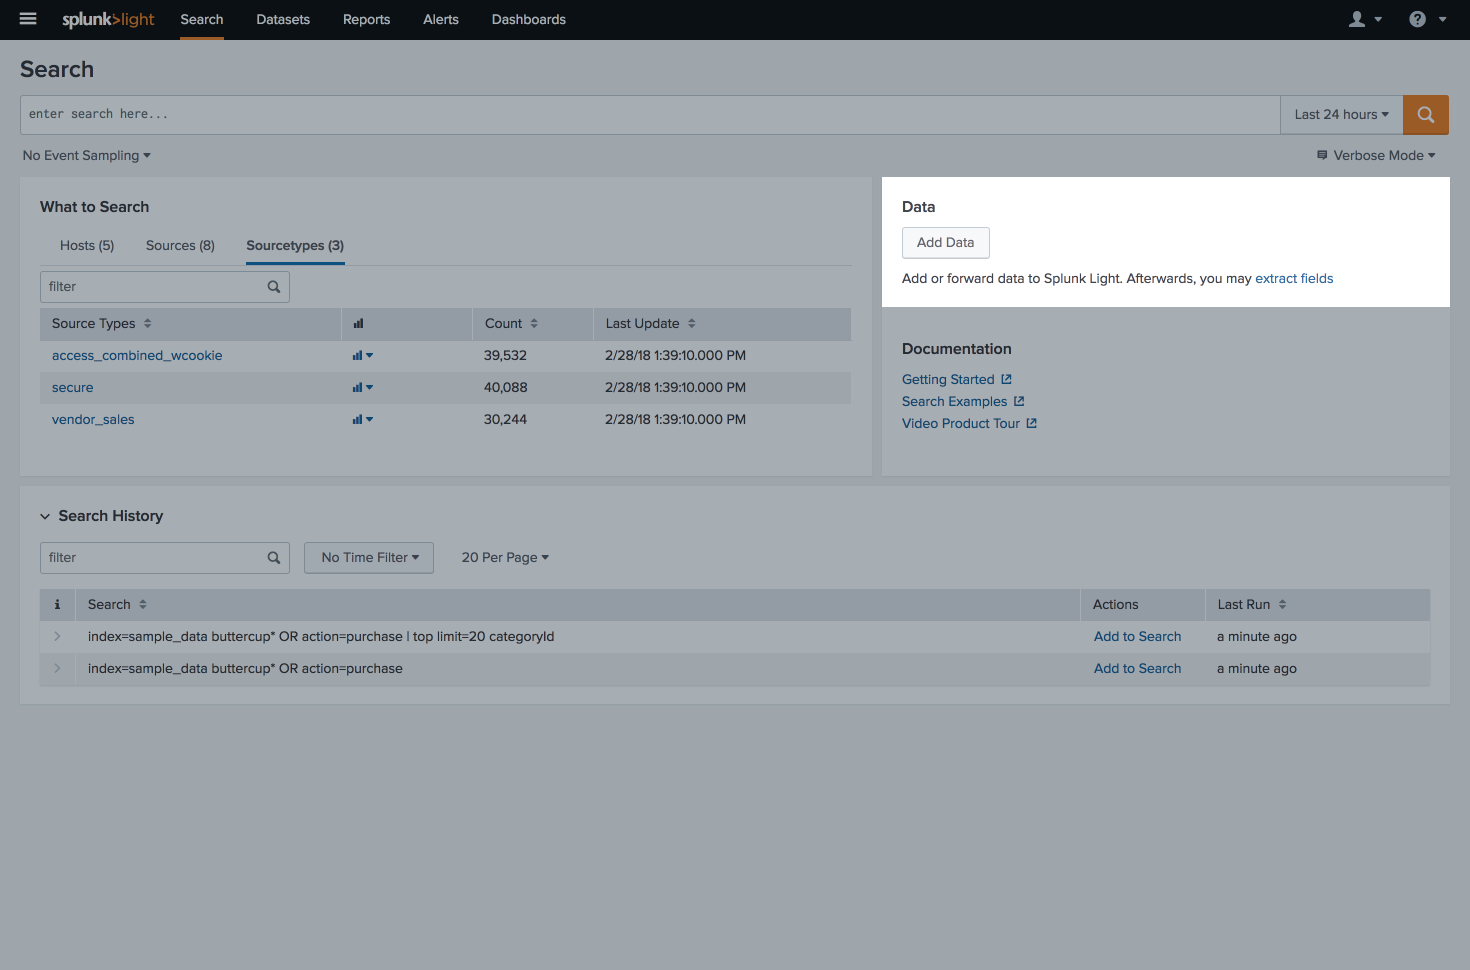 splunk>light Search Datasets Reports Alerts Dashboards
Search
enter search here...
Last 24 hours
No Event Sampling
Verbose Mode
What to Search
Hosts (5) Sources (8) Sourcetypes (3)
filter
Source Types Count Last Update
access_combined_wcookie 39,532 2/28/18 1:39:10.000 PM
secure 40,088 2/28/18 1:39:10.000 PM
vendor_sales 30,244 2/28/18 1:39:10.000 PM
Data
Add Data
Add or forward data to Splunk Light. Afterwards, you may extract fields
Documentation
Getting Started
Search Examples
Video Product Tour
Search History
filter No Time Filter 20 Per Page
i Search Actions Last Run
index=sample_data buttercup* OR action=purchase | top limit=20 categoryId Add to Search a minute ago
index=sample_data buttercup* OR action=purchase Add to Search a minute ago